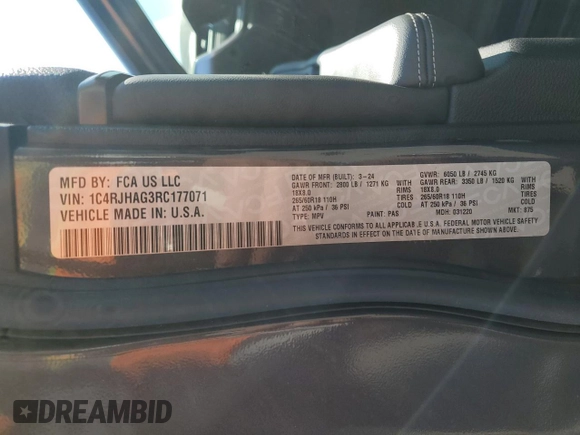 MFD BY: FCA US LLC
VIN: 1C4RJHAG3RC177071
VEHICLE MADE IN U.S.A.
DATE OF MFR (BUILT): 3-24 GVWR: 6050 LB / 2745 KG
GAWR FRONT: 2800 LB / 1271 KG WITH GAWR REAR: 3350 LB / 1520 KG WITH
18X8.0 RIMS 18X8.0 RIMS
265/60R18 110H TIRES 265/60R18 110H TIRES
AT 250 kPa / 36 PSI COLD AT 250 kPa / 36 PSI COLD
TYPE: MPV PAINT: PAS MDH: 031220 MKT: 875
THIS VEHICLE CONFORMS TO ALL APPLICABLE U.S. FEDERAL MOTOR VEHICLE SAFETY
STANDARDS IN EFFECT ON THE DATE OF MANUFACTURE SHOWN ABOVE.
DREAMBID